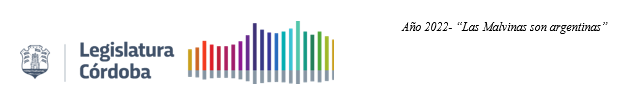 Año 2022- “Las Malvinas son argentinas”
Legislatura
Córdoba